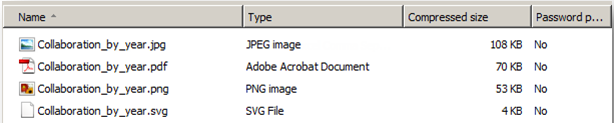 Name Type Compressed size Password p...
Collaboration_by_year.jpg JPEG image 108 KB No
Collaboration_by_year.pdf Adobe Acrobat Document 70 KB No
Collaboration_by_year.png PNG image 53 KB No
Collaboration_by_year.svg SVG File 4 KB No